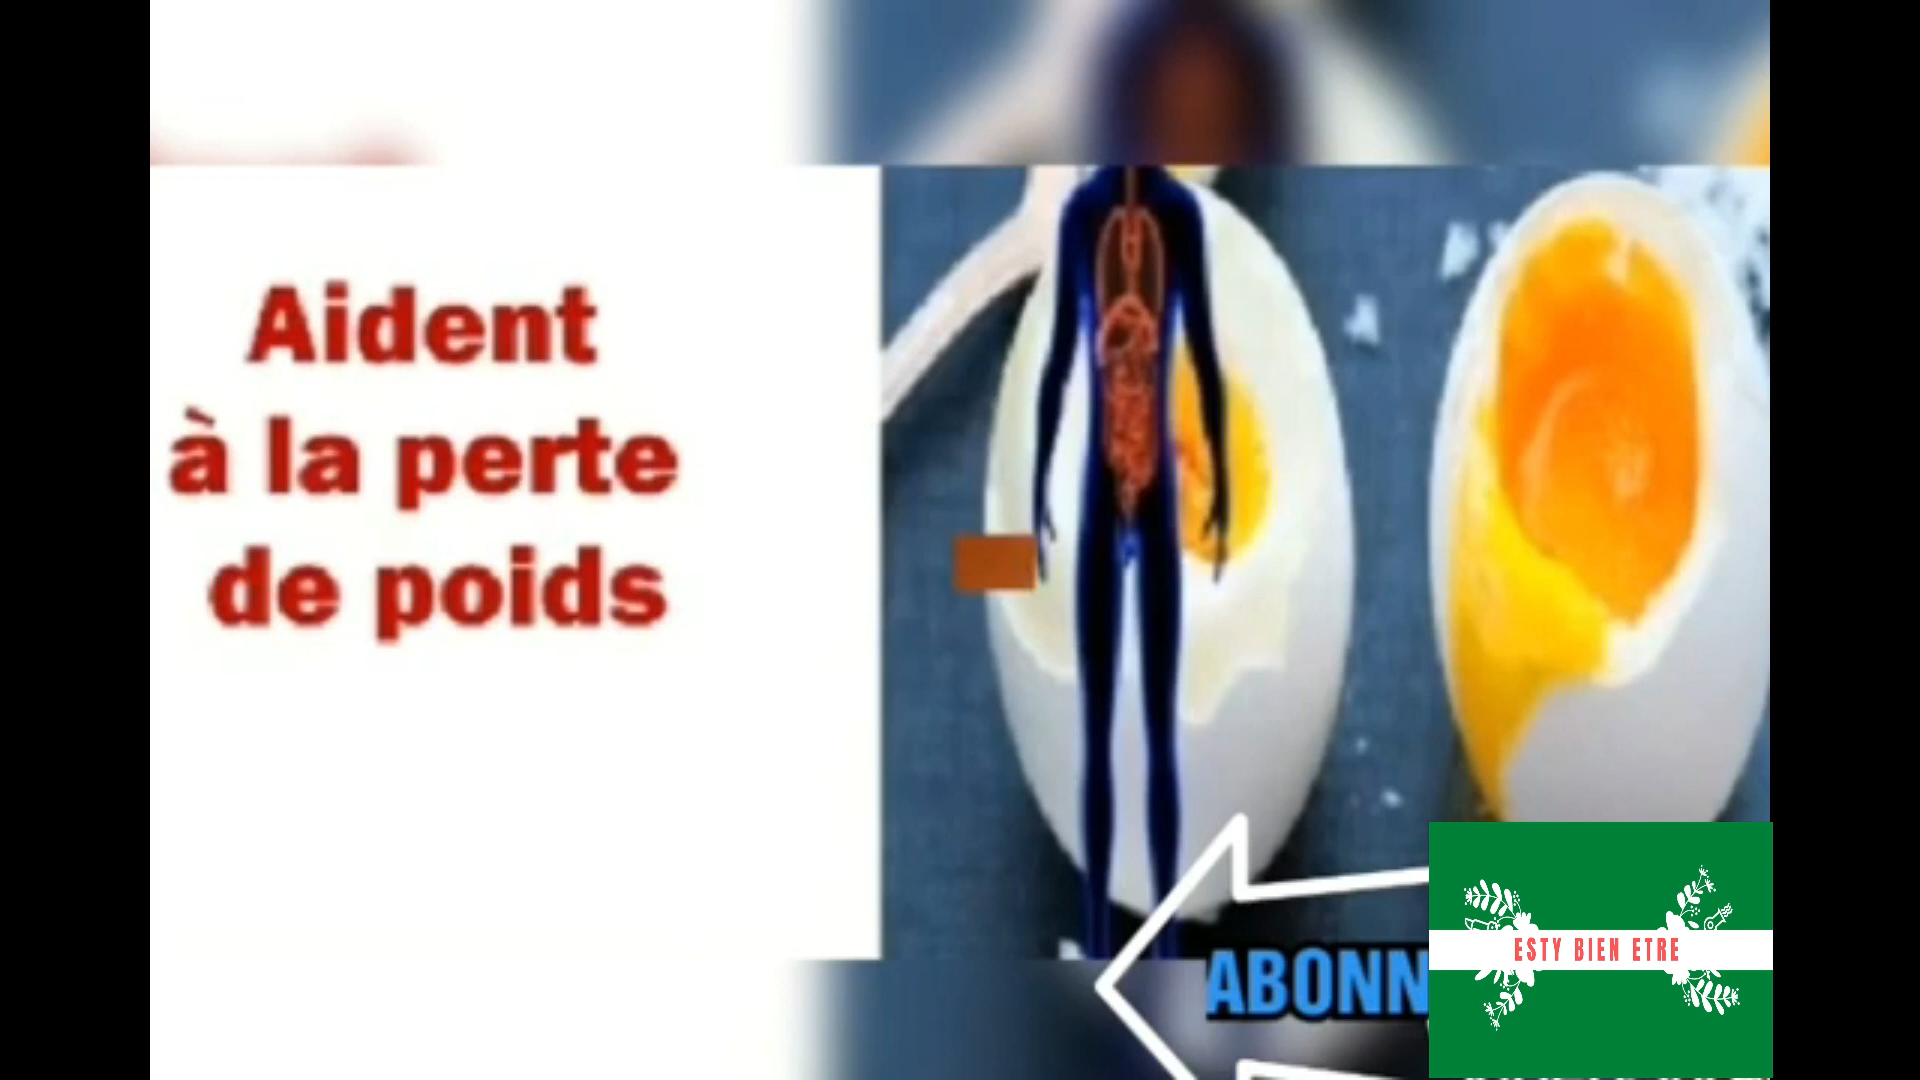 Aident
à la perte
de poids
ABONN
ESTY BIEN ETRE